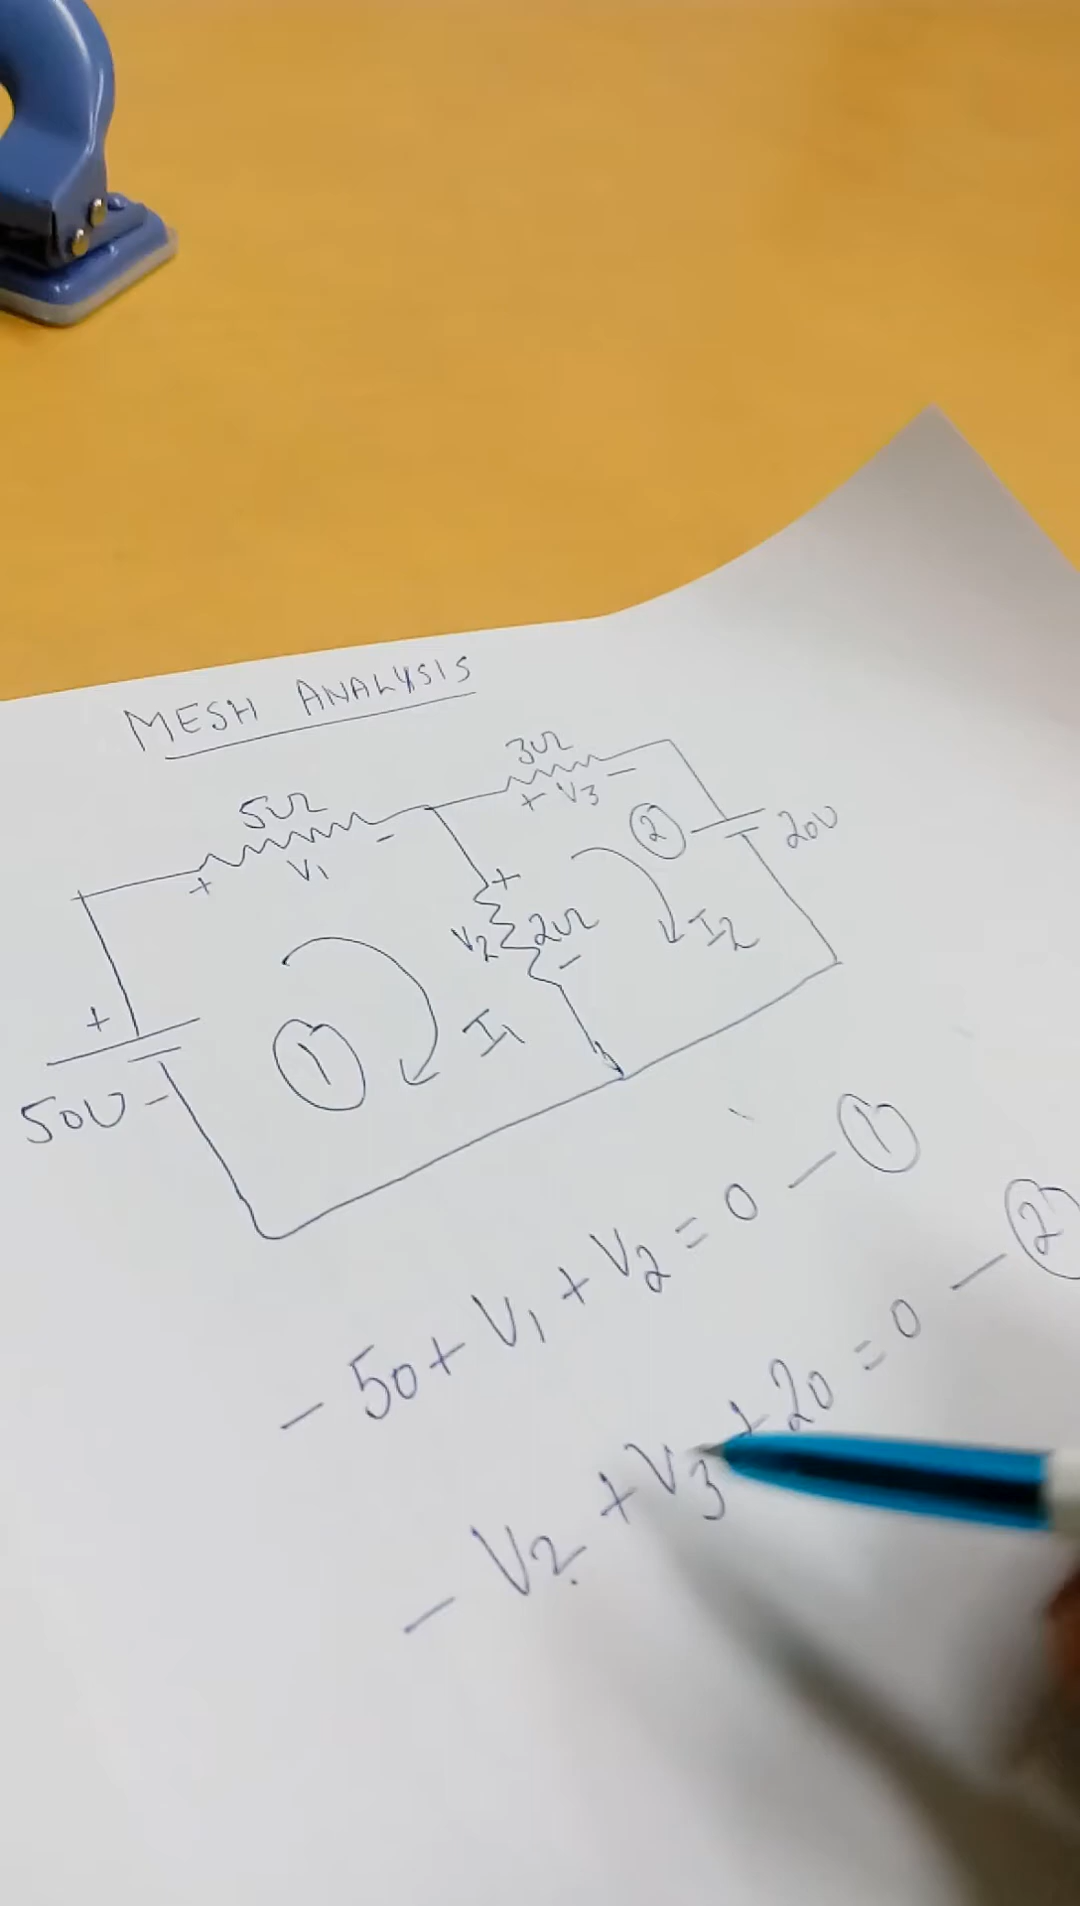 MESH ANALYSIS
5Ω
3Ω
+ V1 -
+ V3 -
2
20V
+
V2 2Ω
-
I2
+
50V -
1
I1
- 50 + V1 + V2 = 0 - 1
- V2 + V3 + 20 = 0 - 2